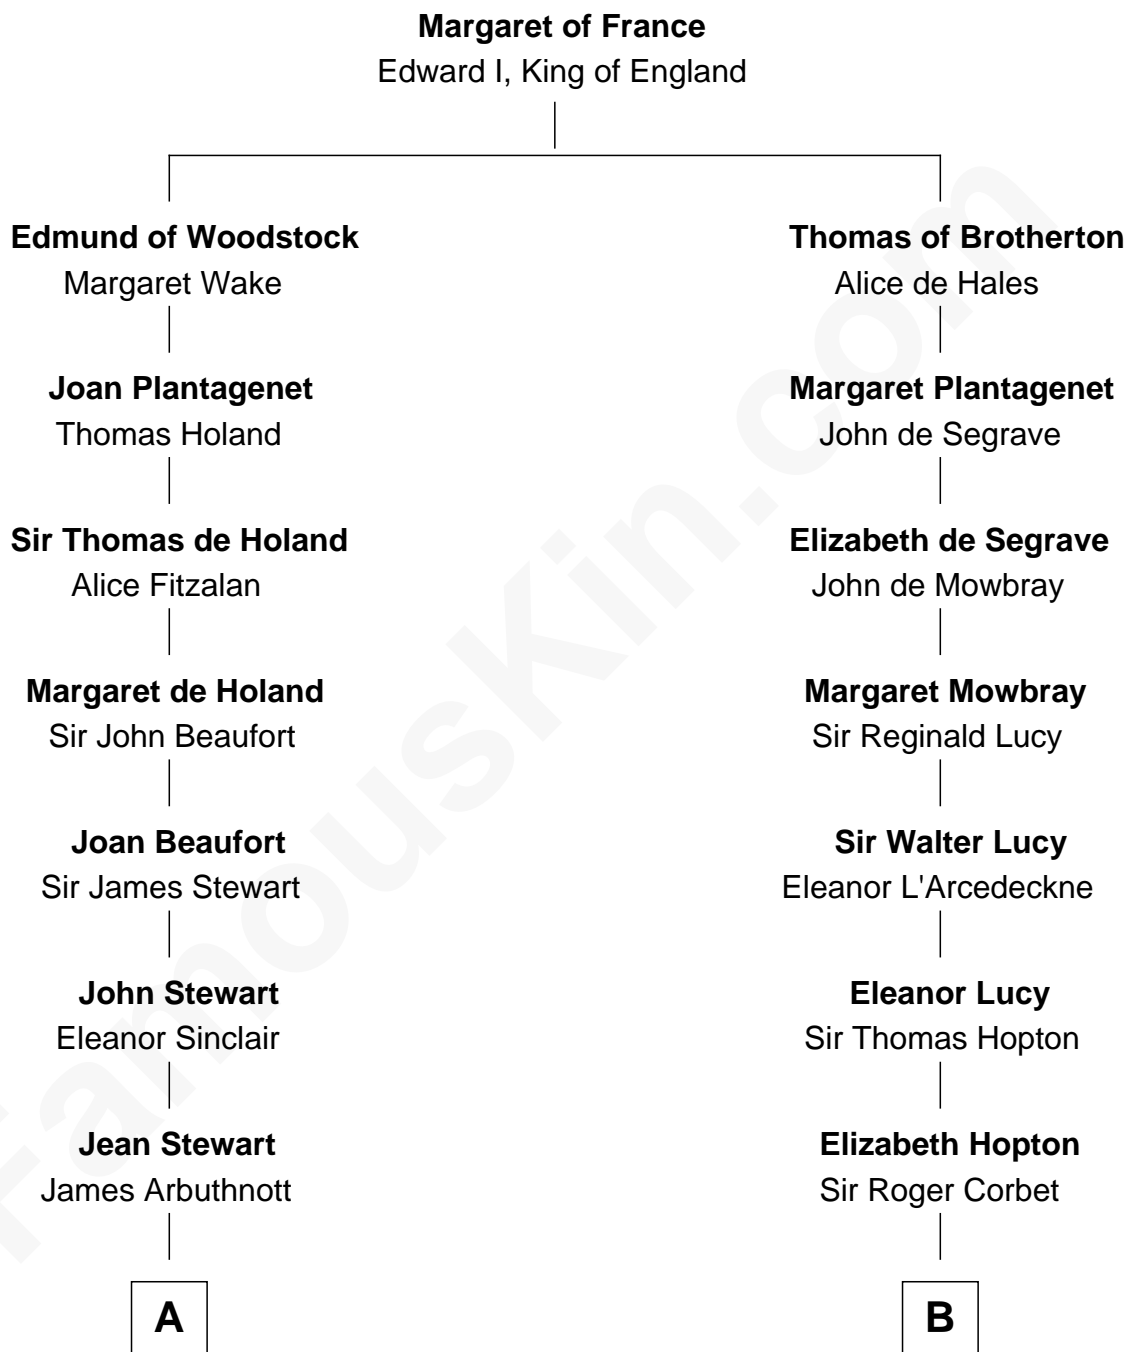 Margaret of France
Edward I, King of England
Edmund of Woodstock
Margaret Wake
Thomas of Brotherton
Alice de Hales
Joan Plantagenet
Thomas Holand
Margaret Plantagenet
John de Segrave
Sir Thomas de Holand
Alice Fitzalan
Elizabeth de Segrave
John de Mowbray
Margaret de Holand
Sir John Beaufort
Margaret Mowbray
Sir Reginald Lucy
Joan Beaufort
Sir James Stewart
Sir Walter Lucy
Eleanor L'Arcedeckne
John Stewart
Eleanor Sinclair
Eleanor Lucy
Sir Thomas Hopton
Jean Stewart
James Arbuthnott
Elizabeth Hopton
Sir Roger Corbet
A
B
FamousKin.com